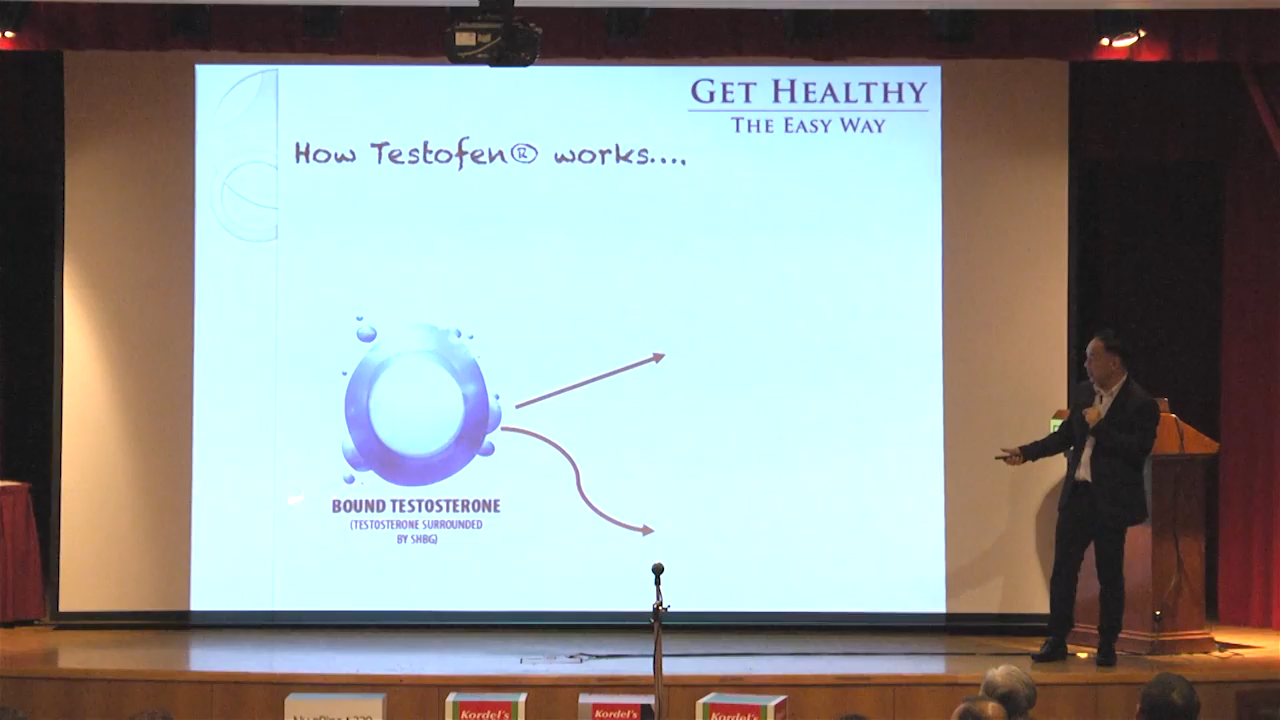 GET HEALTHY
THE EASY WAY
How Testofen® works....
BOUND TESTOSTERONE
(TESTOSTERONE SURROUNDED
BY SHBG)
Kordel's
Kordel's
Kordel's